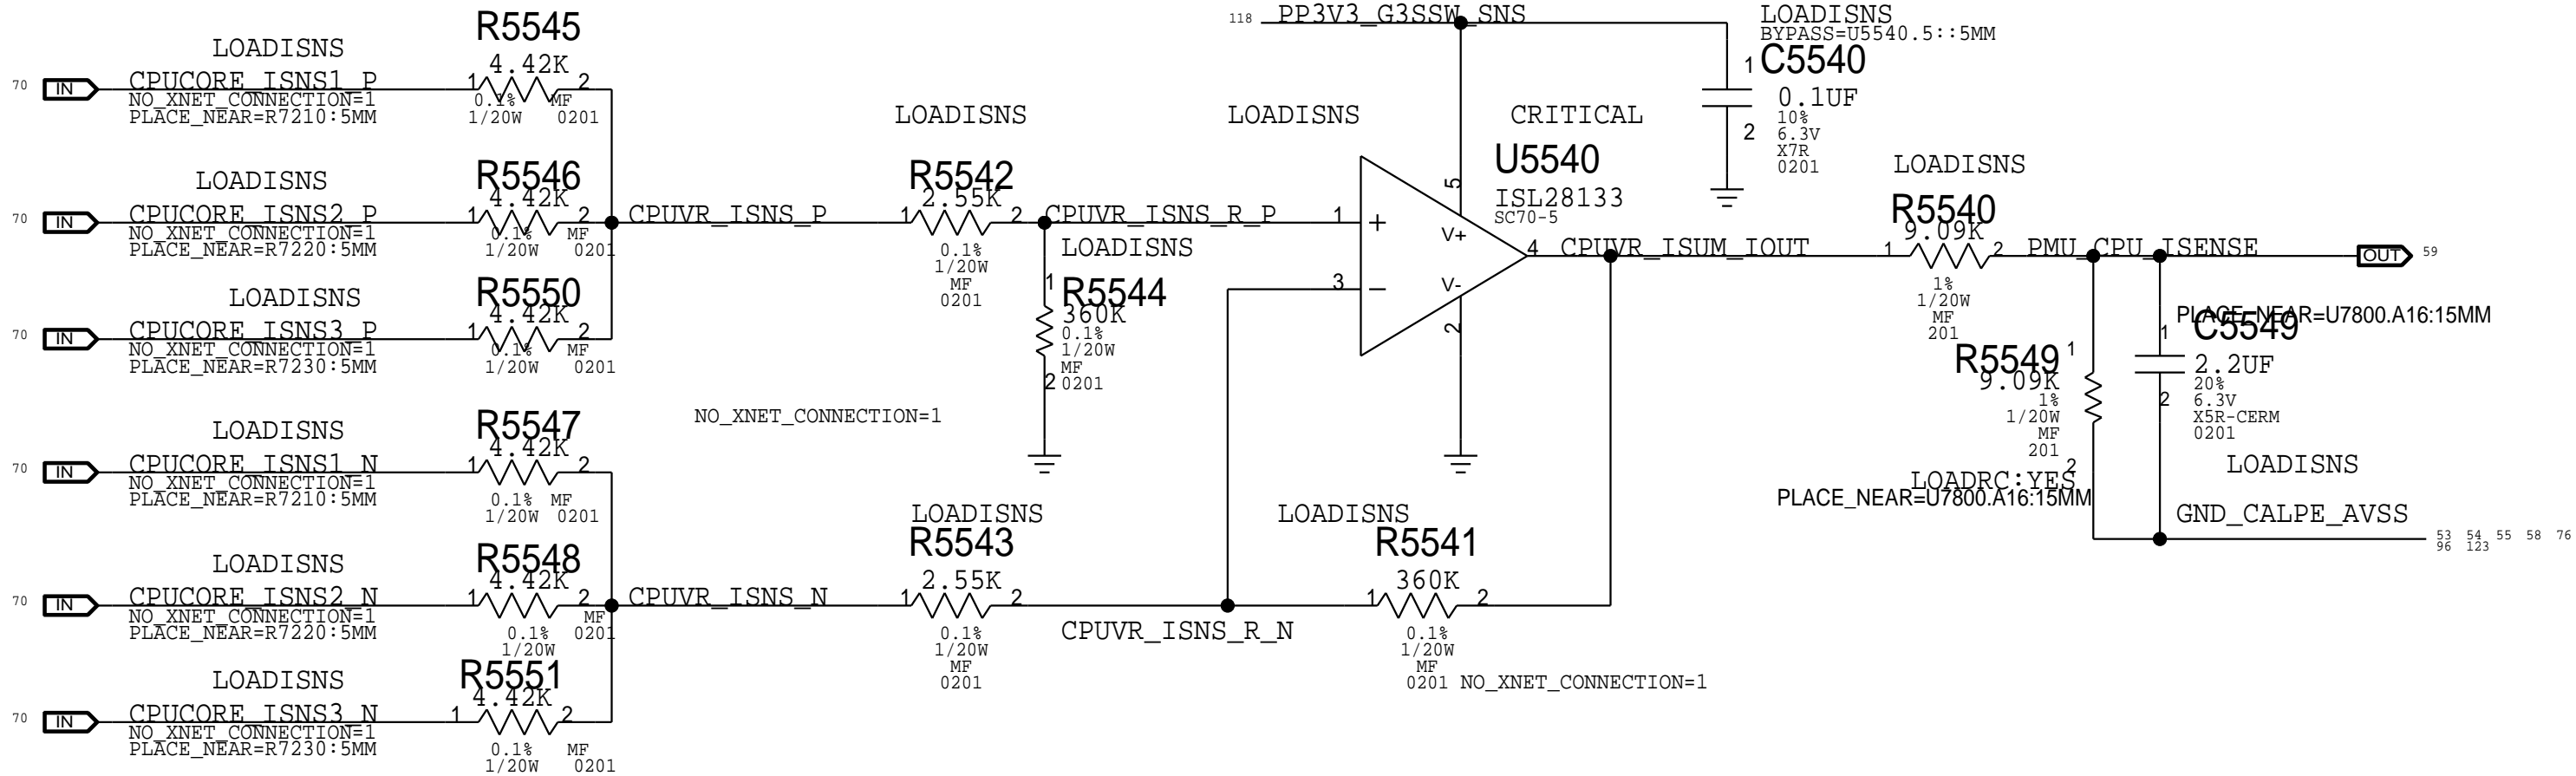 R5545
LOADISNS
4.42K
70 IN CPUCORE_ISNS1_P 1 2
NO_XNET_CONNECTION=1 0.1% MF
PLACE_NEAR=R7210:5MM 1/20W 0201
R5546
LOADISNS
4.42K
70 IN CPUCORE_ISNS2_P 1 2
NO_XNET_CONNECTION=1 0.1% MF
PLACE_NEAR=R7220:5MM 1/20W 0201
R5550
LOADISNS
4.42K
70 IN CPUCORE_ISNS3_P 1 2
NO_XNET_CONNECTION=1 0.1% MF
PLACE_NEAR=R7230:5MM 1/20W 0201
R5547
LOADISNS
4.42K
70 IN CPUCORE_ISNS1_N 1 2
NO_XNET_CONNECTION=1 0.1% MF
PLACE_NEAR=R7210:5MM 1/20W 0201
R5548
LOADISNS
4.42K
70 IN CPUCORE_ISNS2_N 1 2
NO_XNET_CONNECTION=1 MF
PLACE_NEAR=R7220:5MM 0.1% 0201
1/20W
R5551
LOADISNS
4.42K
70 IN CPUCORE_ISNS3_N 1 2
NO_XNET_CONNECTION=1 0.1% MF
PLACE_NEAR=R7230:5MM 1/20W 0201
LOADISNS
R5542
2.55K
CPUVR_ISNS_P 1 2 CPUVR_ISNS_R_P
0.1%
1/20W
MF
0201
LOADISNS
1 R5544
360K
0.1%
1/20W
MF
2 0201
NO_XNET_CONNECTION=1
LOADISNS
R5543
2.55K
CPUVR_ISNS_N 1 2
CPUVR_ISNS_R_N
0.1%
1/20W
MF
0201
LOADISNS
R5541
360K
1 2
0.1%
1/20W
MF
0201 NO_XNET_CONNECTION=1
118 PP3V3_G3SSW_SNS
LOADISNS
BYPASS=U5540.5::5MM
1 C5540
0.1UF
10%
2 6.3V
X7R
0201
LOADISNS CRITICAL
U5540
ISL28133
SC70-5
5
1 + V+
4 CPUVR_ISUM_IOUT
3 − V-
2
LOADISNS
R5540
9.09K
1 2 PMU_CPU_ISENSE OUT 59
1%
1/20W
MF
201
PLACE_NEAR=U7800.A16:15MM
1 C5549
2.2UF
20%
2 6.3V
X5R-CERM
0201
LOADISNS
R5549 1
9.09K
1%
1/20W
MF
201
2
LOADRC:YES
PLACE_NEAR=U7800.A16:15MM
GND_CALPE_AVSS
53 54 55 58 76
96 123